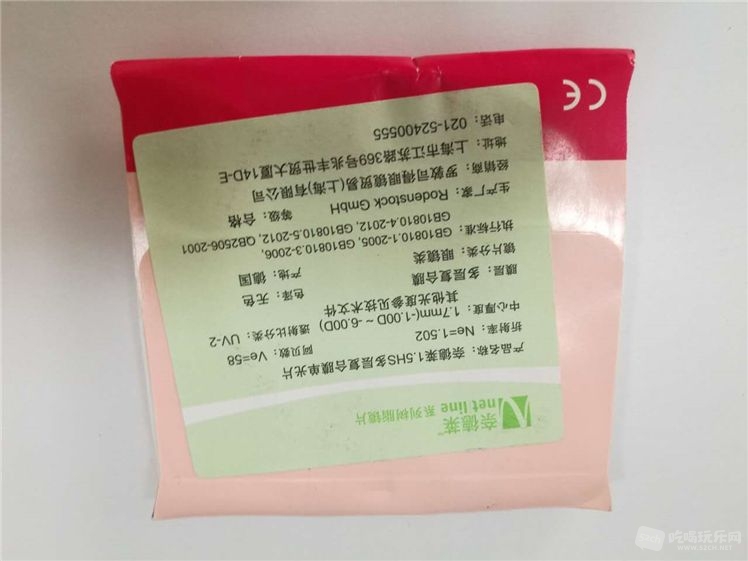 奈德莱™
net line 系列树脂镜片
产品名称：奈德莱1.5HS多层复合膜单光片
折射率：Ne=1.502 阿贝数：Ve=58
中心厚度：1.7mm(-1.00D ~ -6.00D) 透射比分类：UV-2
其他光度参见技术文件
膜层：多层复合膜 色泽：无色
镜片分类：眼镜类 产地：德国
执行标准：GB10810.1-2005, GB10810.3-2006,
GB10810.4-2012, GB10810.5-2012, QB2506-2001
生产厂家：Rodenstock GmbH 等级：合格
经销商：罗敦司得眼镜贸易(上海)有限公司
地址：上海市江苏路369号兆丰世贸大厦14D-E
电话：021-52400555
CE
吃喝玩乐网